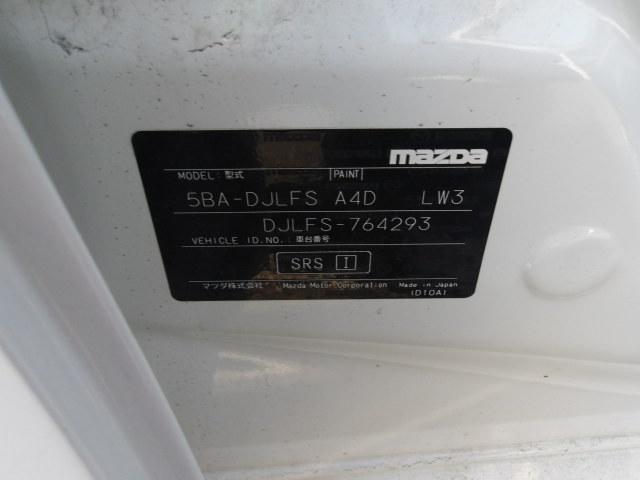 mazda
MODEL:型式 PAINT
5BA-DJLFS A4D LW3
DJLFS-764293
VEHICLE ID.NO.:車台番号
SRS I
マツダ株式会社 Mazda Motor Corporation Made in Japan
(D10A)